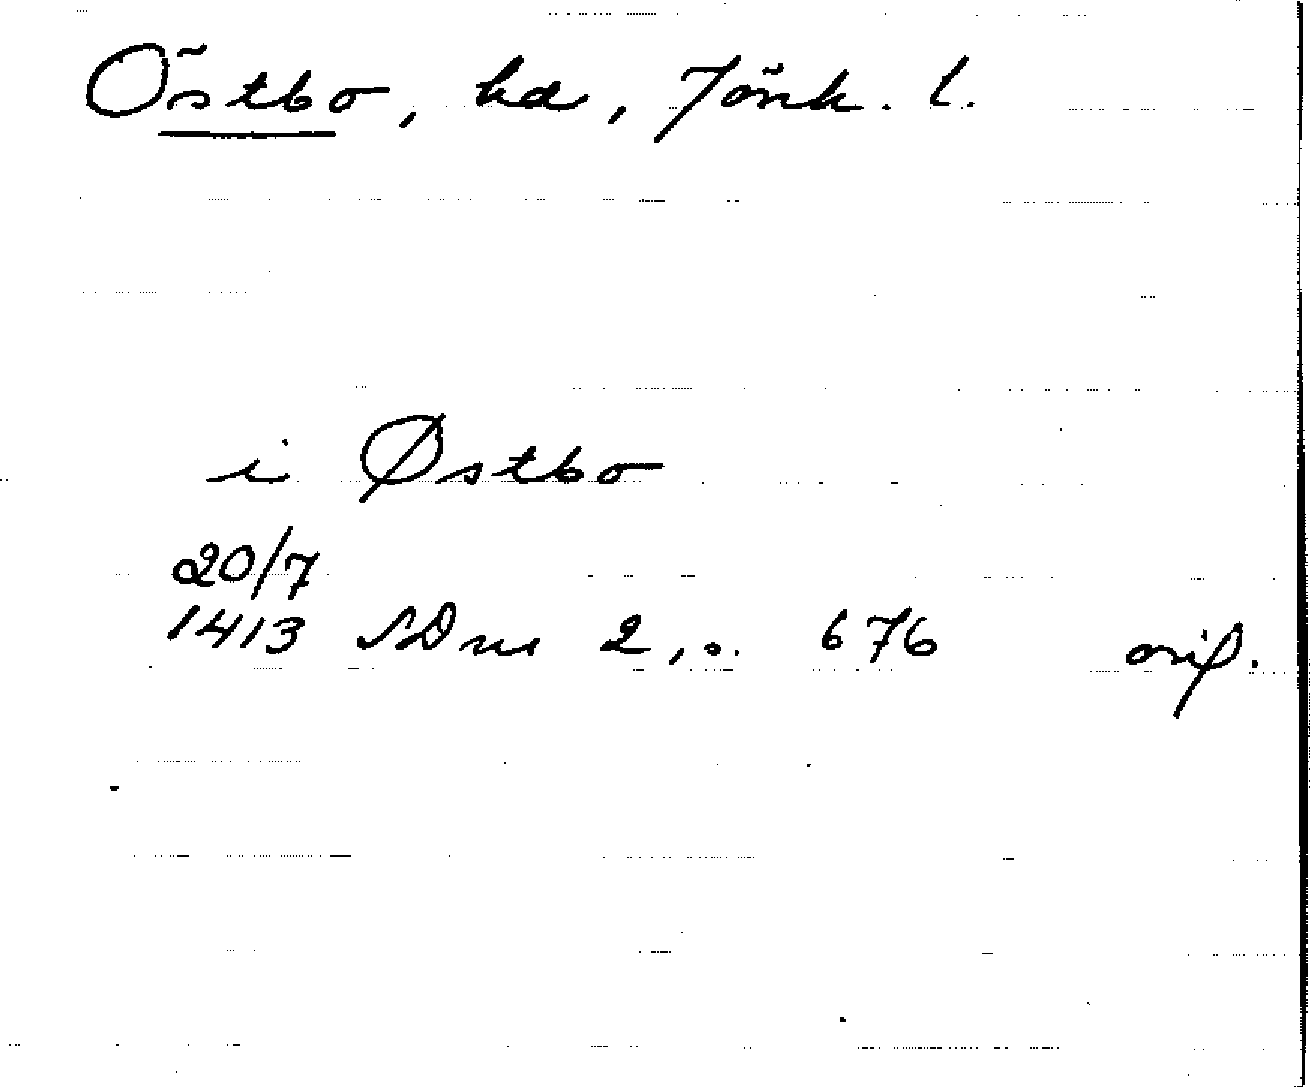 Östbo, hd, Jönk. l.
i Østbo
20/7
1413 SDns 2, s. 676 orig.